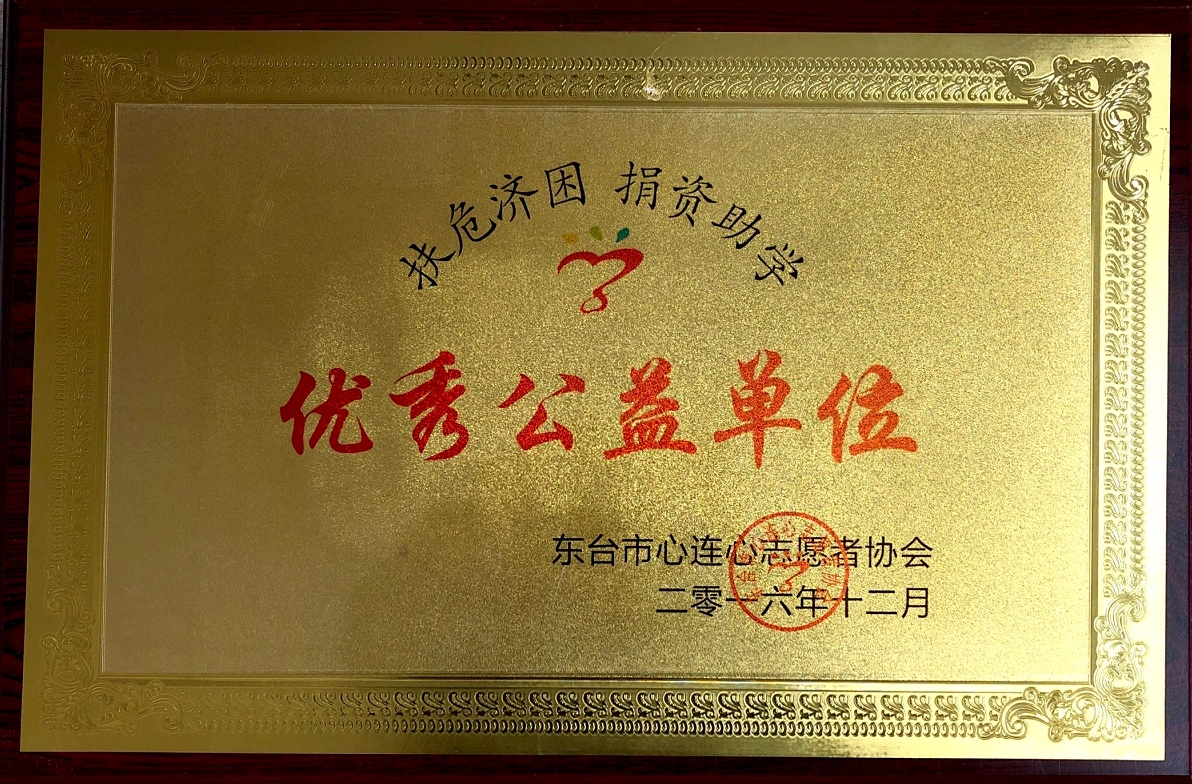 扶危济困 捐资助学
优秀公益单位
东台市心连心志愿者协会
二零一六年十二月